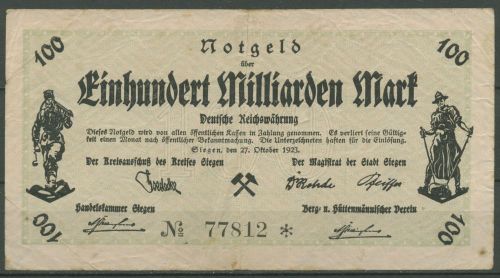 100
Notgeld
100
über
Einhundert Milliarden Mark
Deutsche Reichswährung
Dieses Notgeld wird von allen öffentlichen Kassen in Zahlung genommen. Es verliert seine Gültig-
keit einen Monat nach öffentlicher Bekanntmachung. Die Unterzeichneten haften für die Einlösung.
Siegen, den 27. Oktober 1923.
Der Kreisausschuß des Kreises Siegen
Der Magistrat der Stadt Siegen
Handelskammer Siegen
Berg- u. Hüttenmännischer Verein
100
№ 77812 *
100